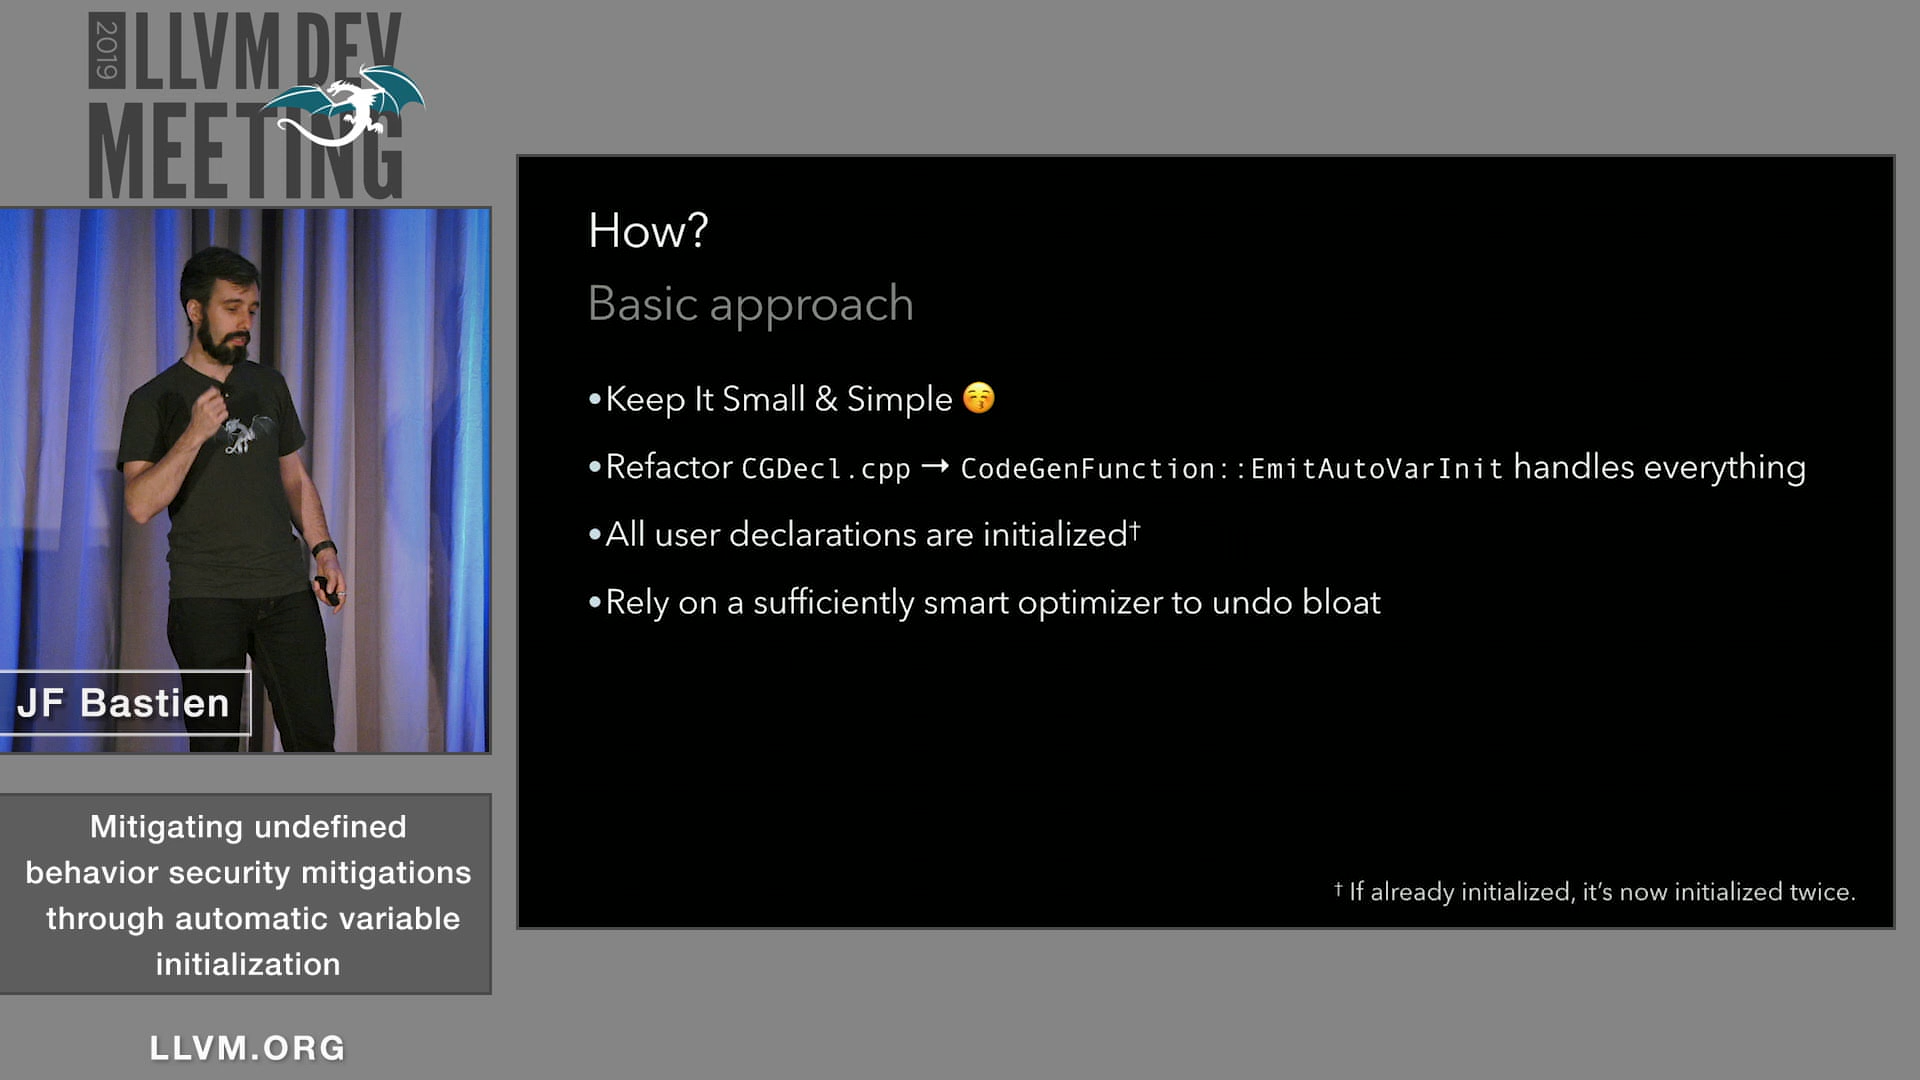 2019
LLVM DEV
MEETING
How?
Basic approach
•Keep It Small & Simple 😚
•Refactor CGDecl.cpp → CodeGenFunction::EmitAutoVarInit handles everything
•All user declarations are initialized†
•Rely on a sufficiently smart optimizer to undo bloat
† If already initialized, it’s now initialized twice.
JF Bastien
Mitigating undefined
behavior security mitigations
through automatic variable
initialization
LLVM.ORG